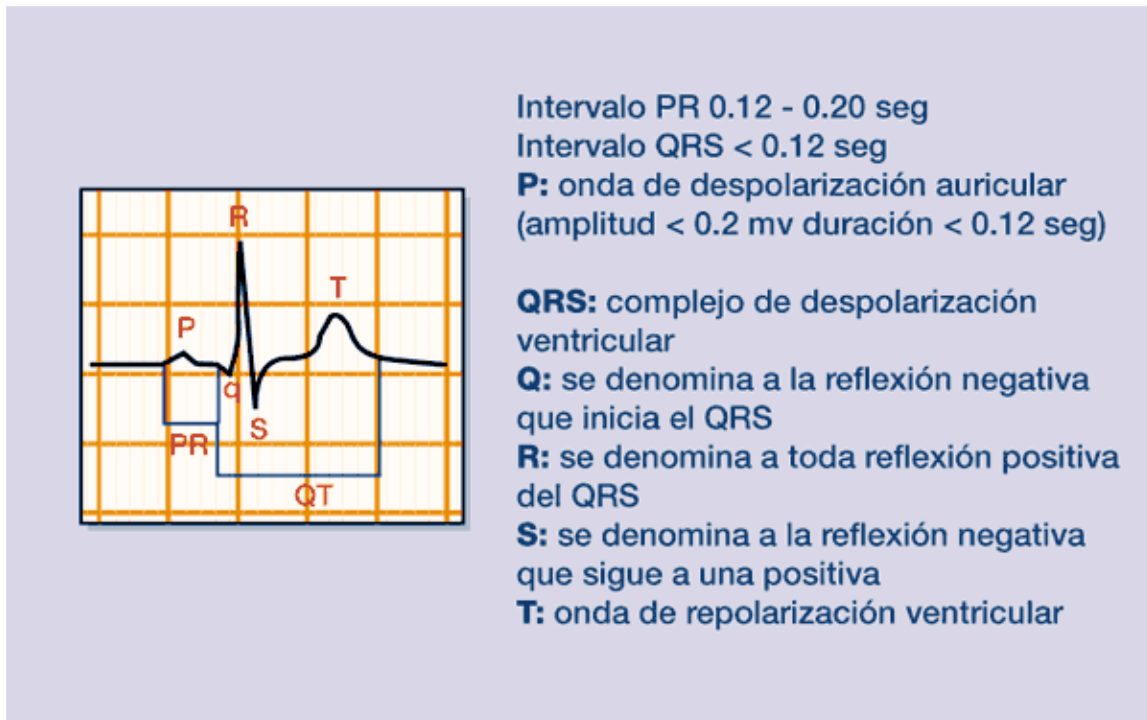 R
T
P
q
S
PR
QT
Intervalo PR 0.12 - 0.20 seg
Intervalo QRS < 0.12 seg
P: onda de despolarización auricular
(amplitud < 0.2 mv duración < 0.12 seg)
QRS: complejo de despolarización
ventricular
Q: se denomina a la reflexión negativa
que inicia el QRS
R: se denomina a toda reflexión positiva
del QRS
S: se denomina a la reflexión negativa
que sigue a una positiva
T: onda de repolarización ventricular